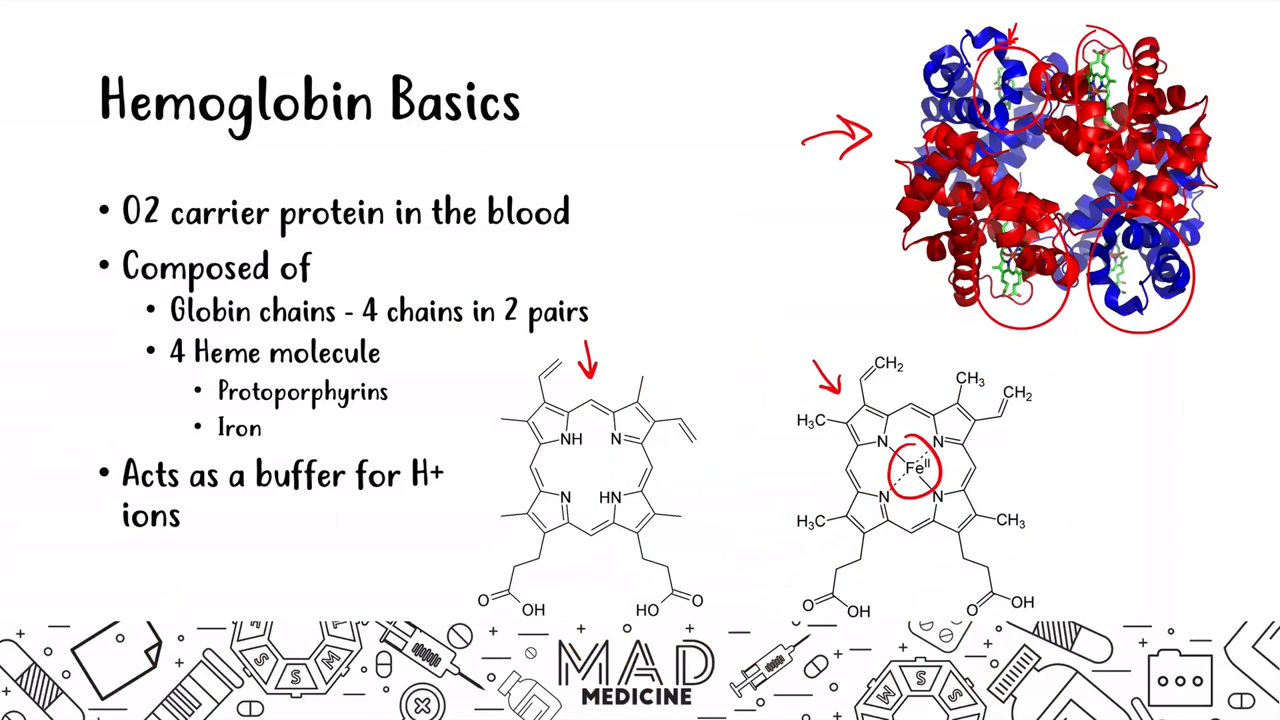 Hemoglobin Basics
• O2 carrier protein in the blood
• Composed of
• Globin chains - 4 chains in 2 pairs
• 4 Heme molecule
• Protoporphyrins
• Iron
• Acts as a buffer for H+
ions
NH N
N HN
O OH HO O
CH2
CH3
CH2
H3C
N N
FeII
N N
H3C CH3
O OH O OH
S S M
MAD
MEDICINE
M S S